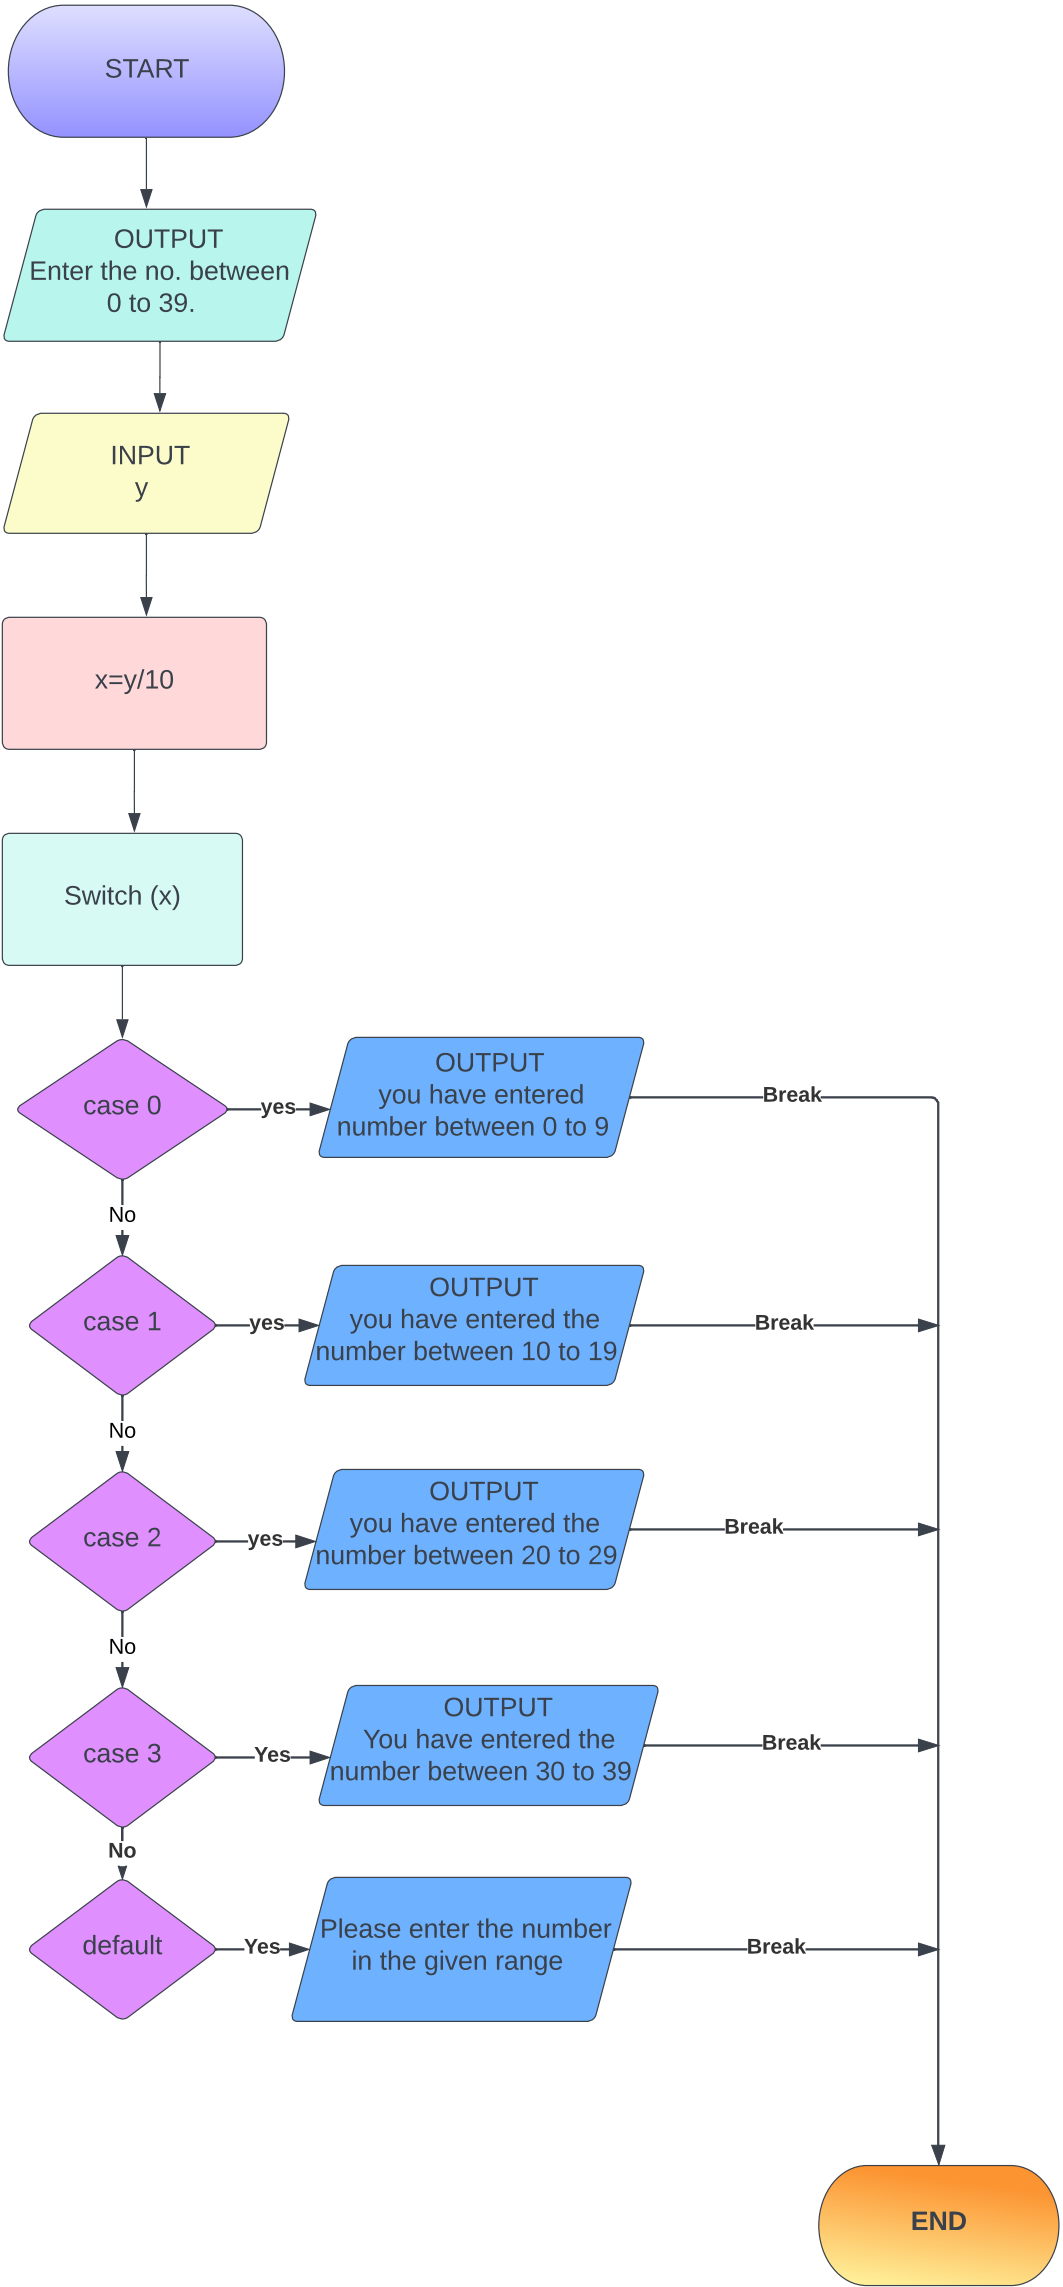 START
OUTPUT
Enter the no. between
0 to 39.
INPUT
y
x=y/10
Switch (x)
case 0
yes
OUTPUT
you have entered
number between 0 to 9
Break
No
case 1
yes
OUTPUT
you have entered the
number between 10 to 19
Break
No
case 2
yes
OUTPUT
you have entered the
number between 20 to 29
Break
No
case 3
Yes
OUTPUT
You have entered the
number between 30 to 39
Break
No
default
Yes
Please enter the number
in the given range
Break
END